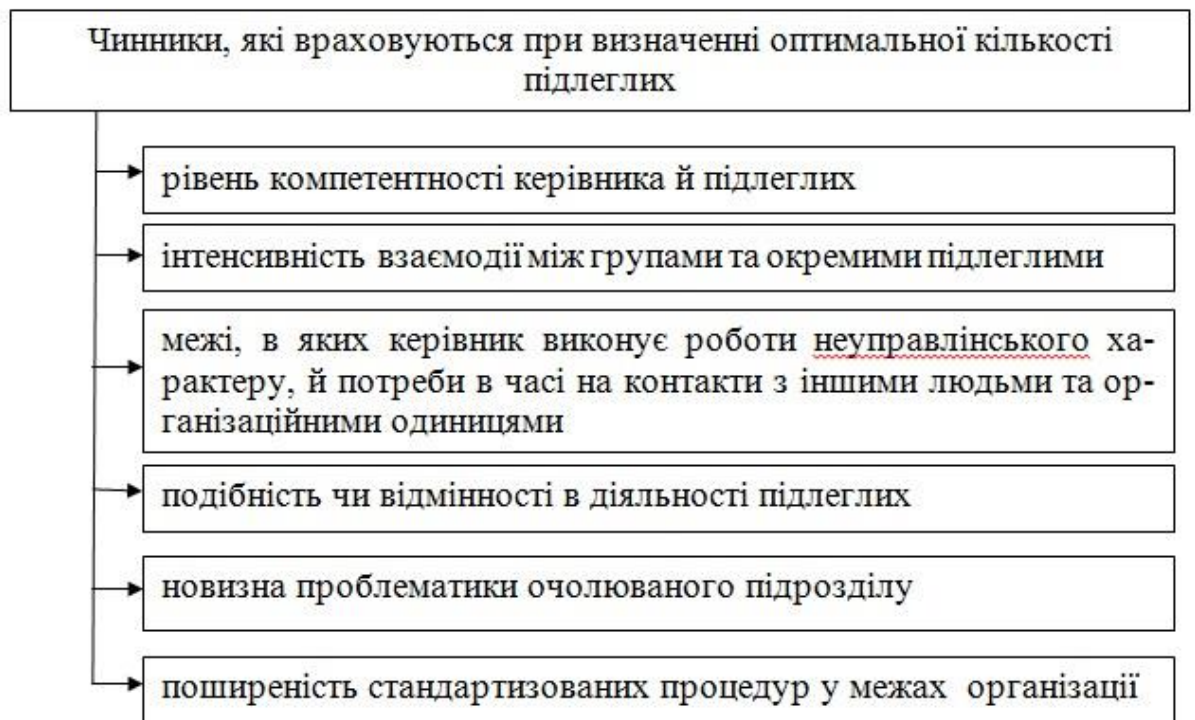 Чинники, які враховуються при визначенні оптимальної кількості
підлеглих
рівень компетентності керівника й підлеглих
інтенсивність взаємодії між групами та окремими підлеглими
межі, в яких керівник виконує роботи неуправлінського ха-
рактеру, й потреби в часі на контакти з іншими людьми та ор-
ганізаційними одиницями
подібність чи відмінності в діяльності підлеглих
новизна проблематики очолюваного підрозділу
поширеність стандартизованих процедур у межах організації